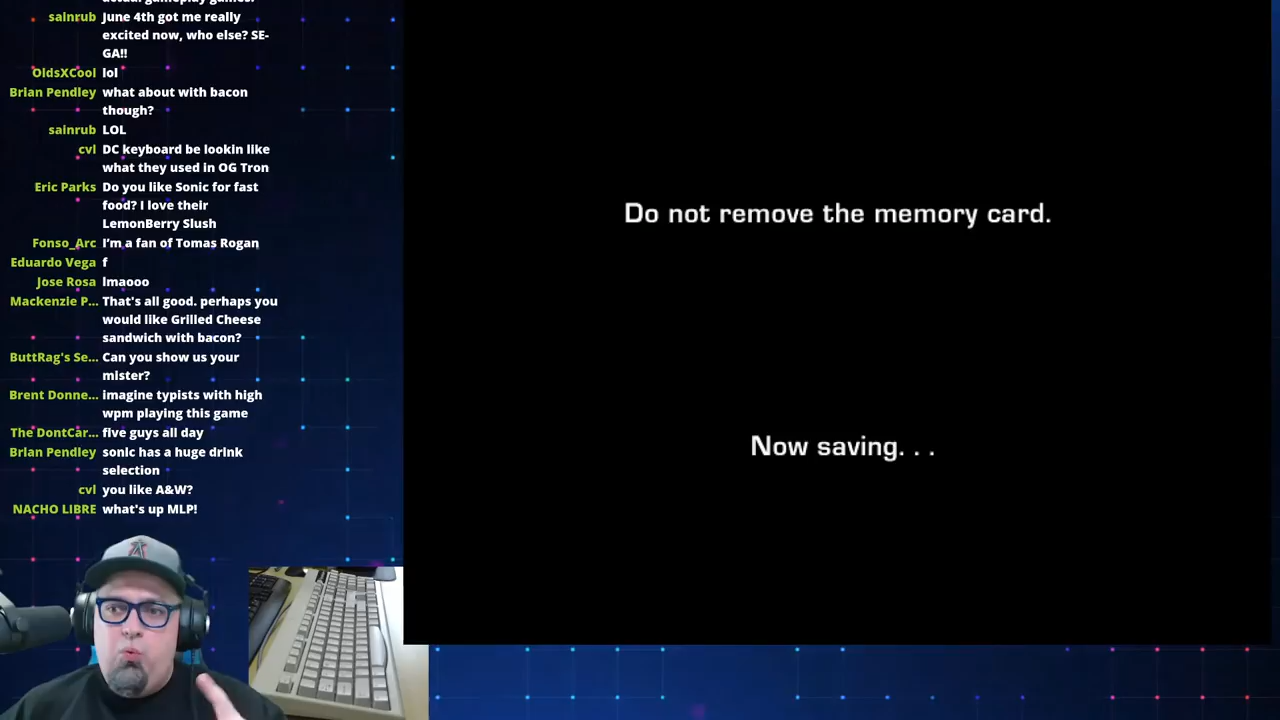 actual gameplay games.
sainrub June 4th got me really
excited now, who else? SE-
GA!!
OldsXCool lol
Brian Pendley what about with bacon
though?
sainrub LOL
cvl DC keyboard be lookin like
what they used in OG Tron
Eric Parks Do you like Sonic for fast
food? I love their
LemonBerry Slush
Fonso_Arc I'm a fan of Tomas Rogan
Eduardo Vega f
Jose Rosa lmaooo
Mackenzie P... That's all good. perhaps you
would like Grilled Cheese
sandwich with bacon?
ButtRag's Se... Can you show us your
mister?
Brent Donne... imagine typists with high
wpm playing this game
The DontCar... five guys all day
Brian Pendley sonic has a huge drink
selection
cvl you like A&W?
NACHO LIBRE what's up MLP!
Do not remove the memory card.
Now saving. . .